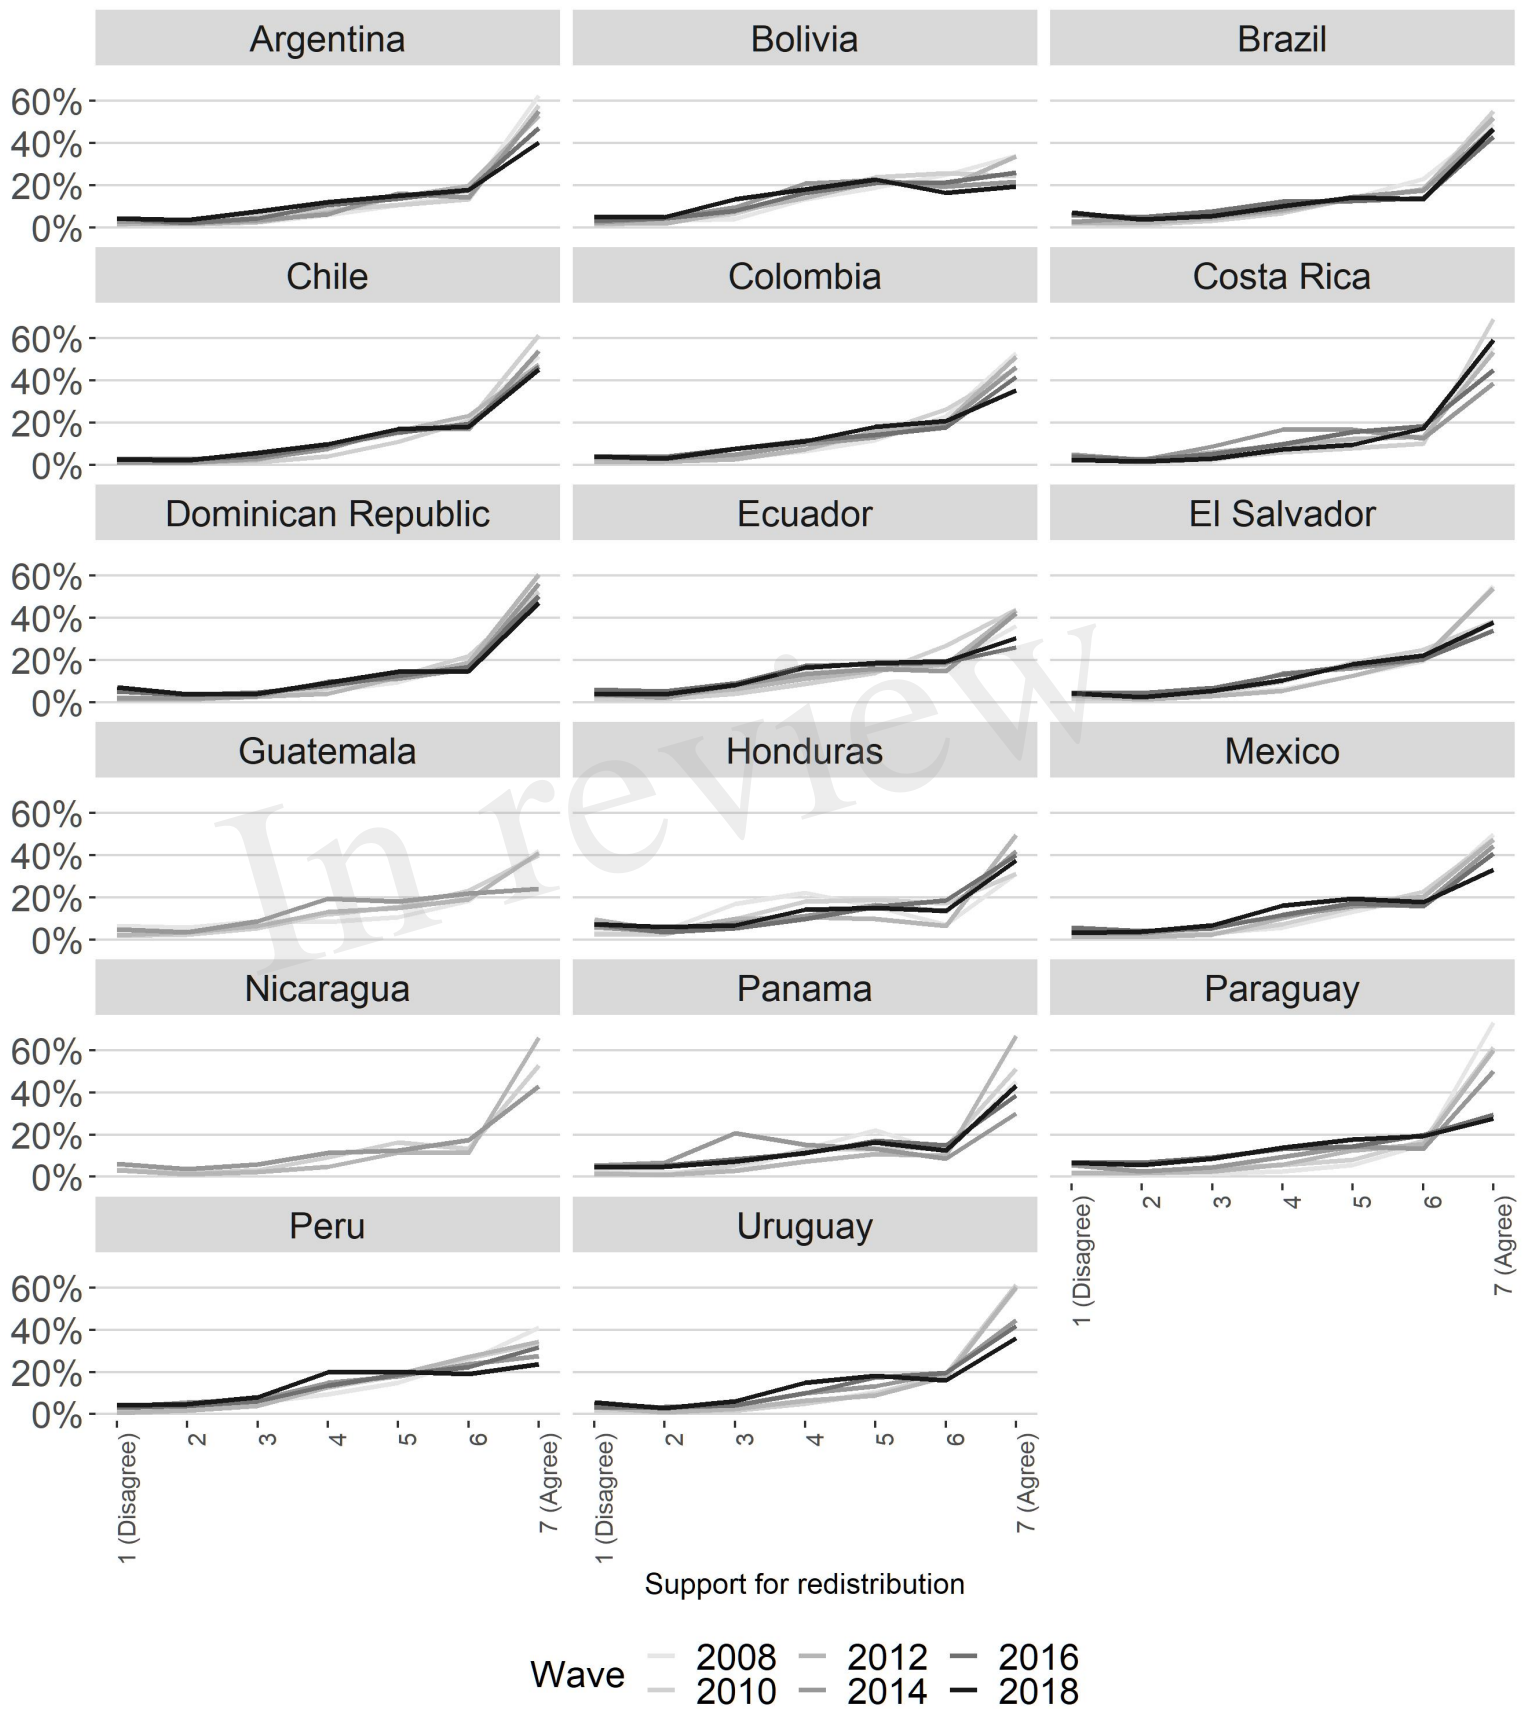 Argentina Bolivia Brazil
60%
40%
20%
0%
Chile Colombia Costa Rica
60%
40%
20%
0%
Dominican Republic Ecuador El Salvador
60%
40%
20%
0%
Guatemala Honduras Mexico
60%
40%
20%
0%
In review
Nicaragua Panama Paraguay
60%
40%
20%
0%
1 (Disagree) 2 3 4 5 6 7 (Agree)
Peru Uruguay
60%
40%
20%
0%
1 (Disagree) 2 3 4 5 6 7 (Agree) 1 (Disagree) 2 3 4 5 6 7 (Agree)
Support for redistribution
Wave 2008 2012 2016
2010 2014 2018